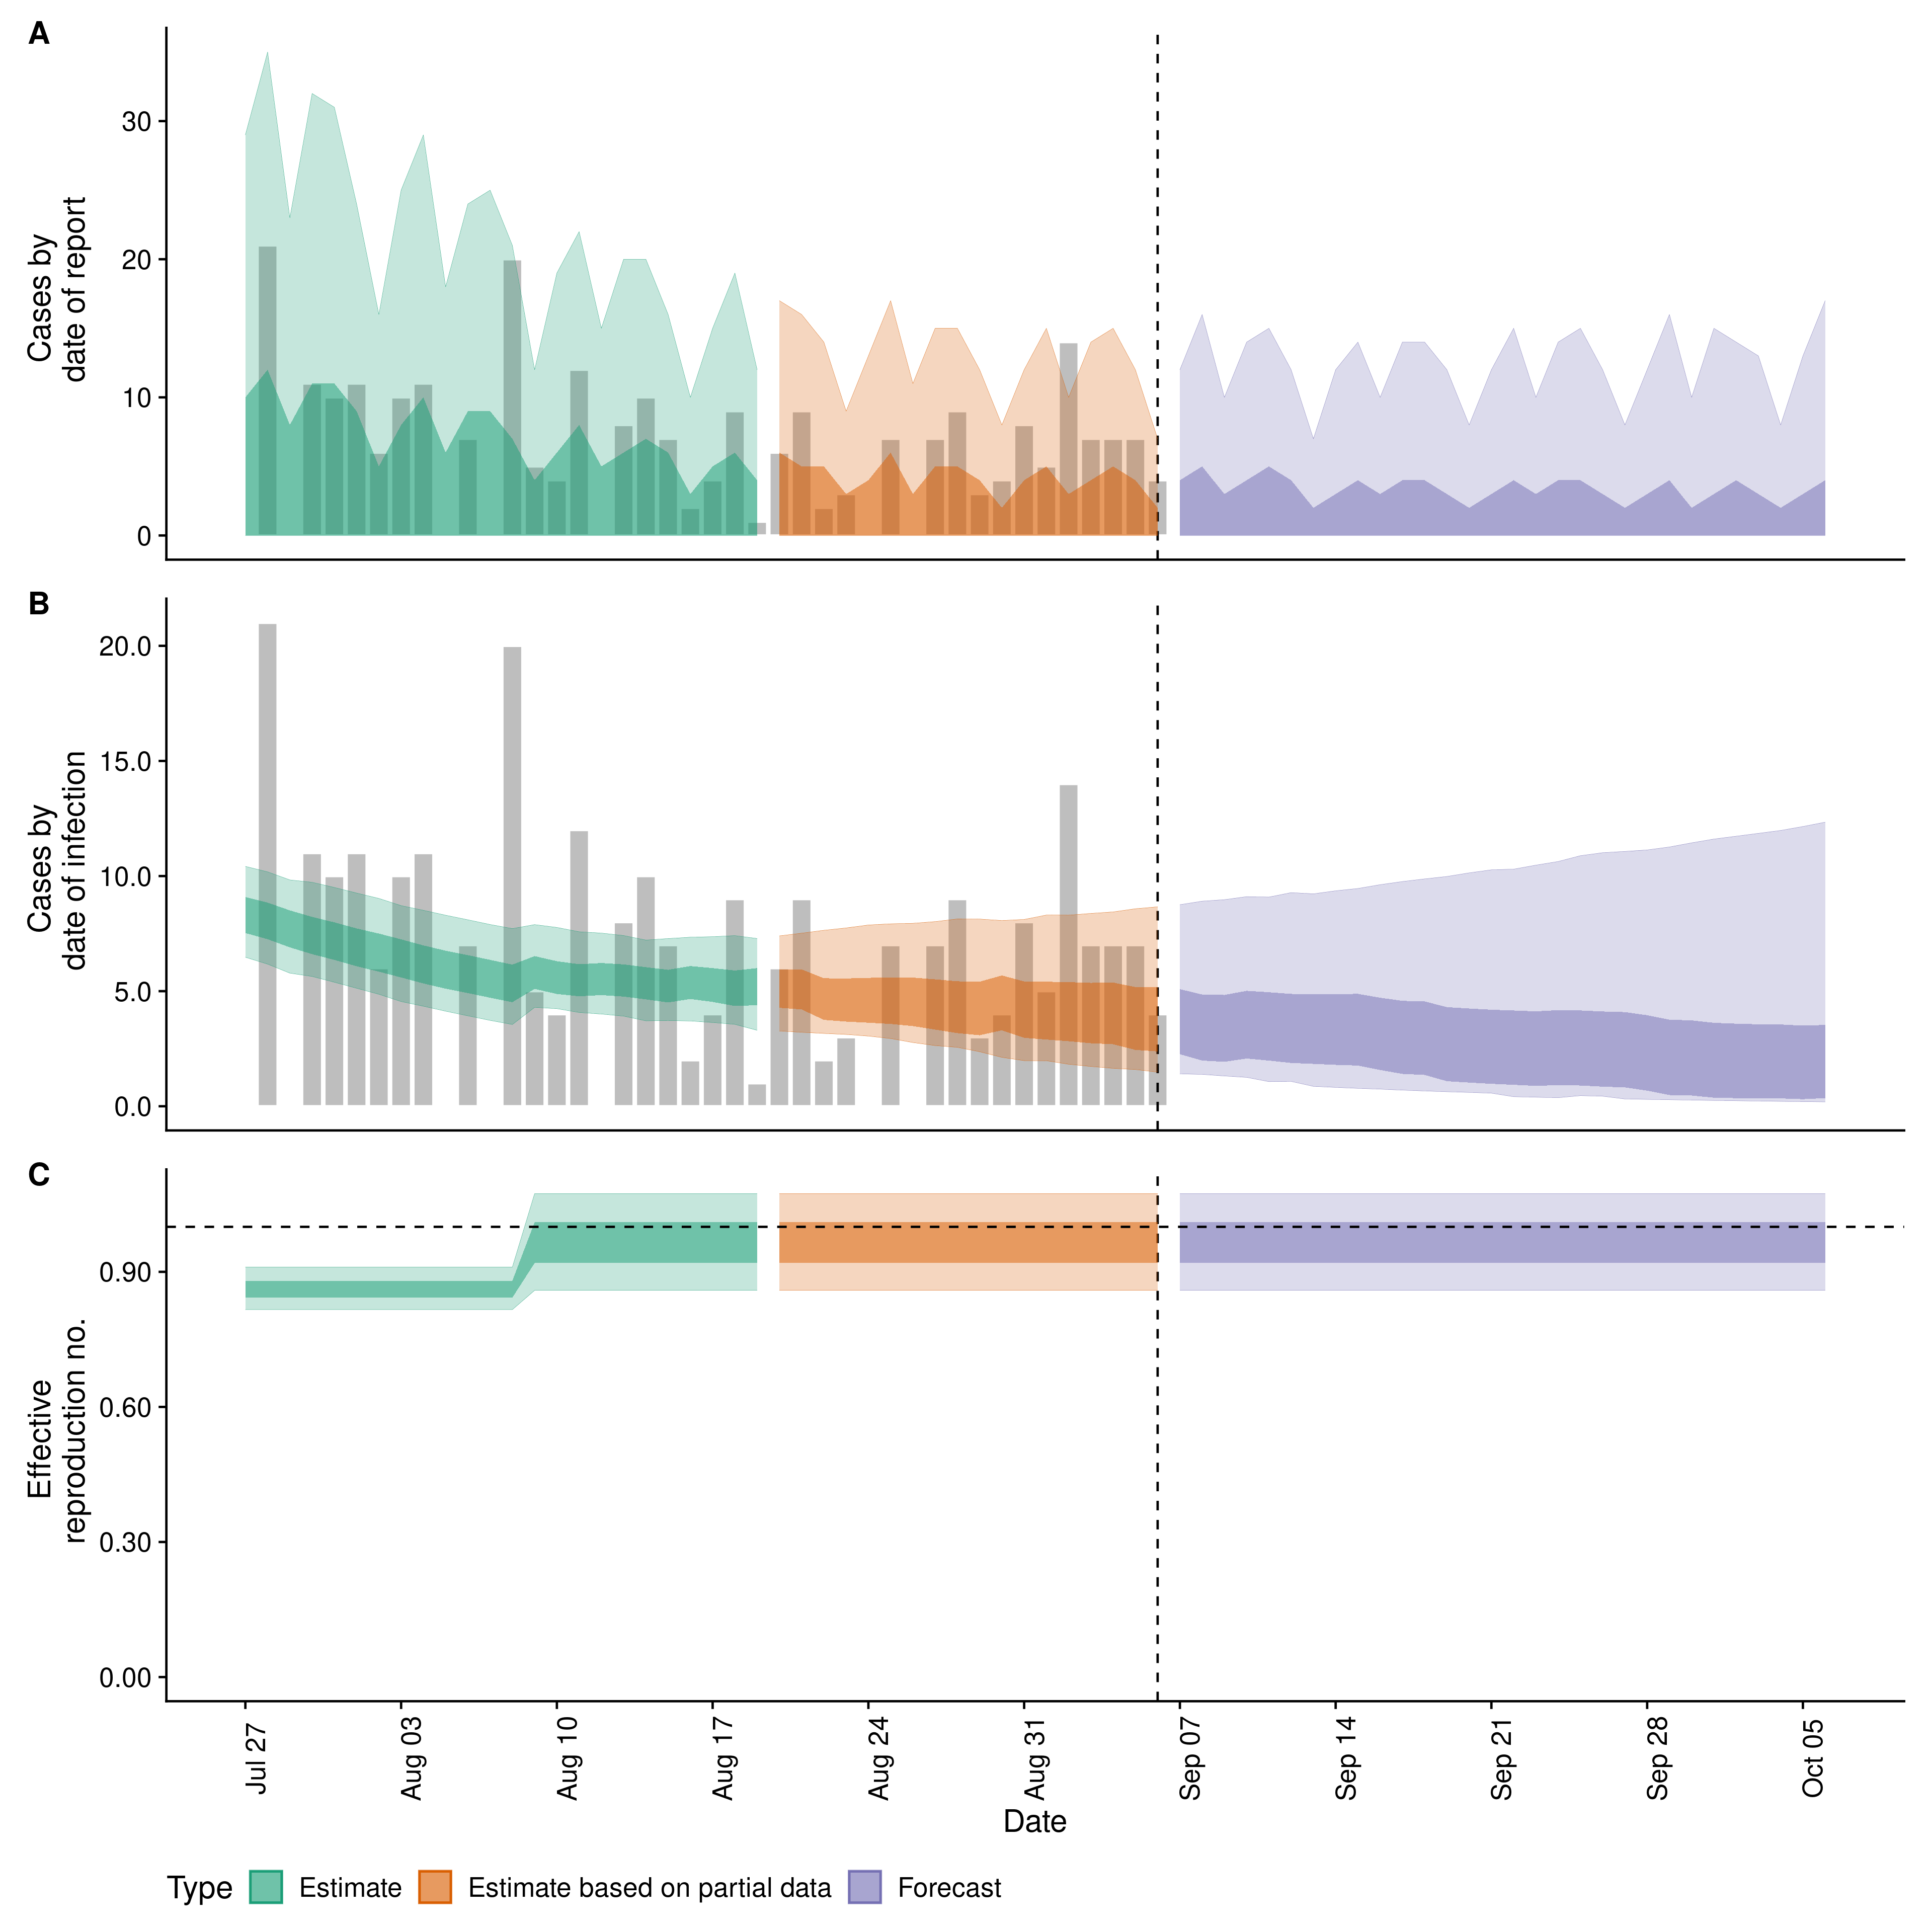 A
Cases by
date of report
30
20
10
0
B
Cases by
date of infection
20.0
15.0
10.0
5.0
0.0
C
Effective
reproduction no.
0.90
0.60
0.30
0.00
Jul 27
Aug 03
Aug 10
Aug 17
Aug 24
Aug 31
Sep 07
Sep 14
Sep 21
Sep 28
Oct 05
Date
Type Estimate Estimate based on partial data Forecast